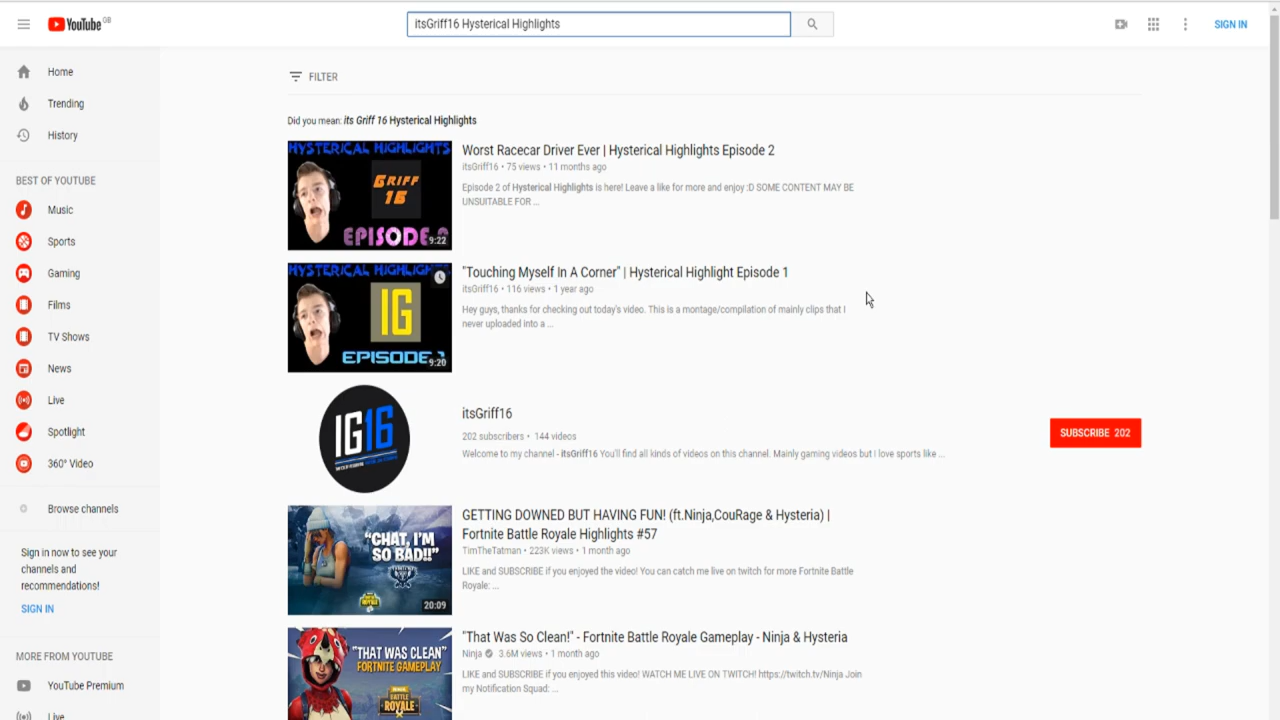 YouTube GB
itsGriff16 Hysterical Highlights
SIGN IN
Home
Trending
History
BEST OF YOUTUBE
Music
Sports
Gaming
Films
TV Shows
News
Live
Spotlight
360° Video
Browse channels
Sign in now to see your
channels and
recommendations!
SIGN IN
MORE FROM YOUTUBE
YouTube Premium
Live
FILTER
Did you mean: its Griff 16 Hysterical Highlights
HYSTERICAL HIGHLIGHTS
GRIFF
16
EPISODE 2
9:22
Worst Racecar Driver Ever | Hysterical Highlights Episode 2
itsGriff16 • 75 views • 11 months ago
Episode 2 of Hysterical Highlights is here! Leave a like for more and enjoy :D SOME CONTENT MAY BE
UNSUITABLE FOR ...
HYSTERICAL HIGHLIGHTS
IG
EPISODE 1
9:20
"Touching Myself In A Corner" | Hysterical Highlight Episode 1
itsGriff16 • 116 views • 1 year ago
Hey guys, thanks for checking out today's video. This is a montage/compilation of mainly clips that I
never uploaded into a ...
IG16
itsGriff16
202 subscribers • 144 videos
Welcome to my channel - itsGriff16 You'll find all kinds of videos on this channel. Mainly gaming videos but I love sports like ...
SUBSCRIBE 202
"CHAT, I'M
SO BAD!!"
BATTLE
ROYALE
20:09
GETTING DOWNED BUT HAVING FUN! (ft.Ninja,CouRage & Hysteria) |
Fortnite Battle Royale Highlights #57
TimTheTatman • 223K views • 1 month ago
LIKE and SUBSCRIBE if you enjoyed the video! You can catch me live on twitch for more Fortnite Battle
Royale: ...
"THAT WAS CLEAN"
FORTNITE GAMEPLAY
BATTLE
ROYALE
"That Was So Clean!" - Fortnite Battle Royale Gameplay - Ninja & Hysteria
Ninja 3.6M views • 1 month ago
LIKE and SUBSCRIBE if you enjoyed this video! WATCH ME LIVE ON TWITCH! https://twitch.tv/Ninja Join
my Notification Squad: ...